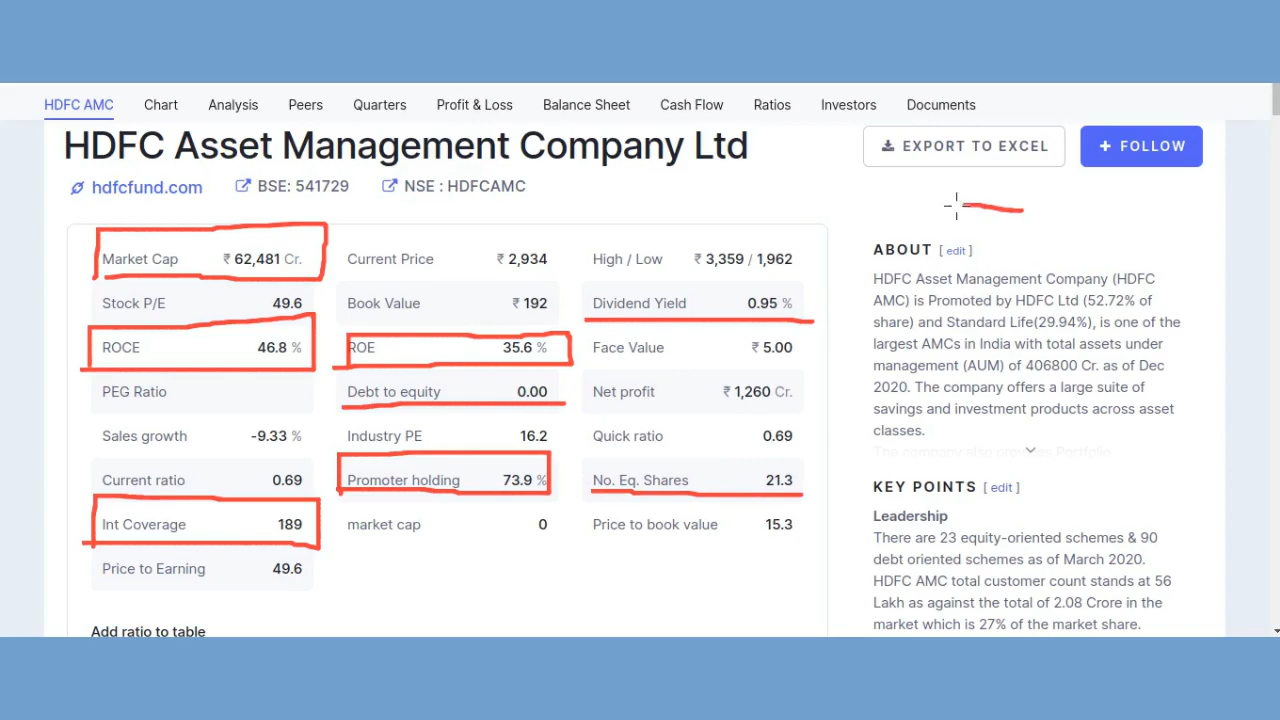 HDFC AMC Chart Analysis Peers Quarters Profit & Loss Balance Sheet Cash Flow Ratios Investors Documents
HDFC Asset Management Company Ltd
EXPORT TO EXCEL
+ FOLLOW
hdfcfund.com BSE: 541729 NSE : HDFCAMC
Market Cap ₹ 62,481 Cr. Current Price ₹ 2,934 High / Low ₹ 3,359 / 1,962
Stock P/E 49.6 Book Value ₹ 192 Dividend Yield 0.95 %
ROCE 46.8 % ROE 35.6 % Face Value ₹ 5.00
PEG Ratio Debt to equity 0.00 Net profit ₹ 1,260 Cr.
Sales growth -9.33 % Industry PE 16.2 Quick ratio 0.69
Current ratio 0.69 Promoter holding 73.9 % No. Eq. Shares 21.3
Int Coverage 189 market cap 0 Price to book value 15.3
Price to Earning 49.6
Add ratio to table
ABOUT [ edit ]
HDFC Asset Management Company (HDFC
AMC) is Promoted by HDFC Ltd (52.72% of
share) and Standard Life(29.94%), is one of the
largest AMCs in India with total assets under
management (AUM) of 406800 Cr. as of Dec
2020. The company offers a large suite of
savings and investment products across asset
classes.
The company also Portfolio
KEY POINTS [ edit ]
Leadership
There are 23 equity-oriented schemes & 90
debt oriented schemes as of March 2020.
HDFC AMC total customer count stands at 56
Lakh as against the total of 2.08 Crore in the
market which is 27% of the market share.